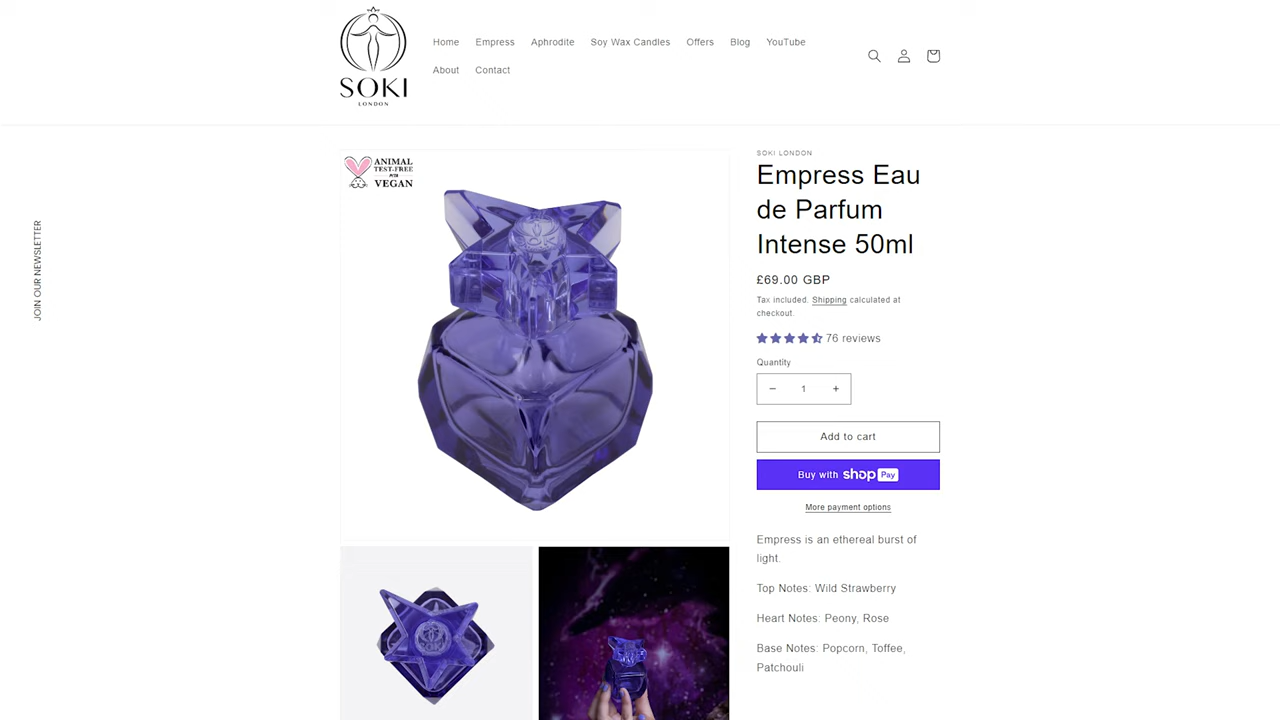 SOKI
LONDON
Home
Empress
Aphrodite
Soy Wax Candles
Offers
Blog
YouTube
About
Contact
JOIN OUR NEWSLETTER
ANIMAL
TEST-FREE
PETA
VEGAN
SOKI LONDON
Empress Eau
de Parfum
Intense 50ml
£69.00 GBP
Tax included. Shipping calculated at
checkout.
76 reviews
Quantity
− 1 +
Add to cart
Buy with shop Pay
More payment options
Empress is an ethereal burst of
light.
Top Notes: Wild Strawberry
Heart Notes: Peony, Rose
Base Notes: Popcorn, Toffee,
Patchouli
SOKI